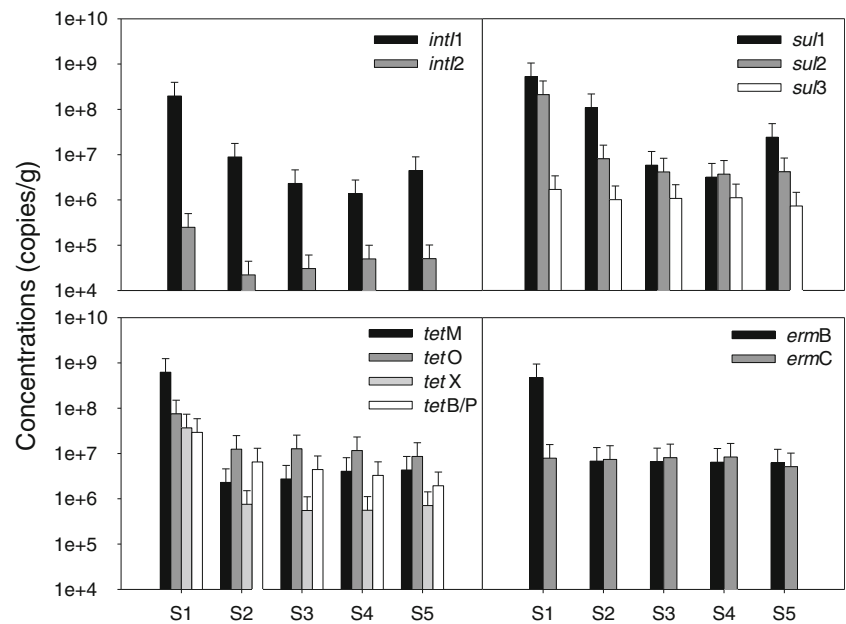 Concentrations (copies/g)
1e+10
1e+9
1e+8
1e+7
1e+6
1e+5
1e+4
intI1
intI2
sul1
sul2
sul3
1e+10
1e+9
1e+8
1e+7
1e+6
1e+5
1e+4
tetM
tetO
tetX
tetB/P
ermB
ermC
S1 S2 S3 S4 S5 S1 S2 S3 S4 S5